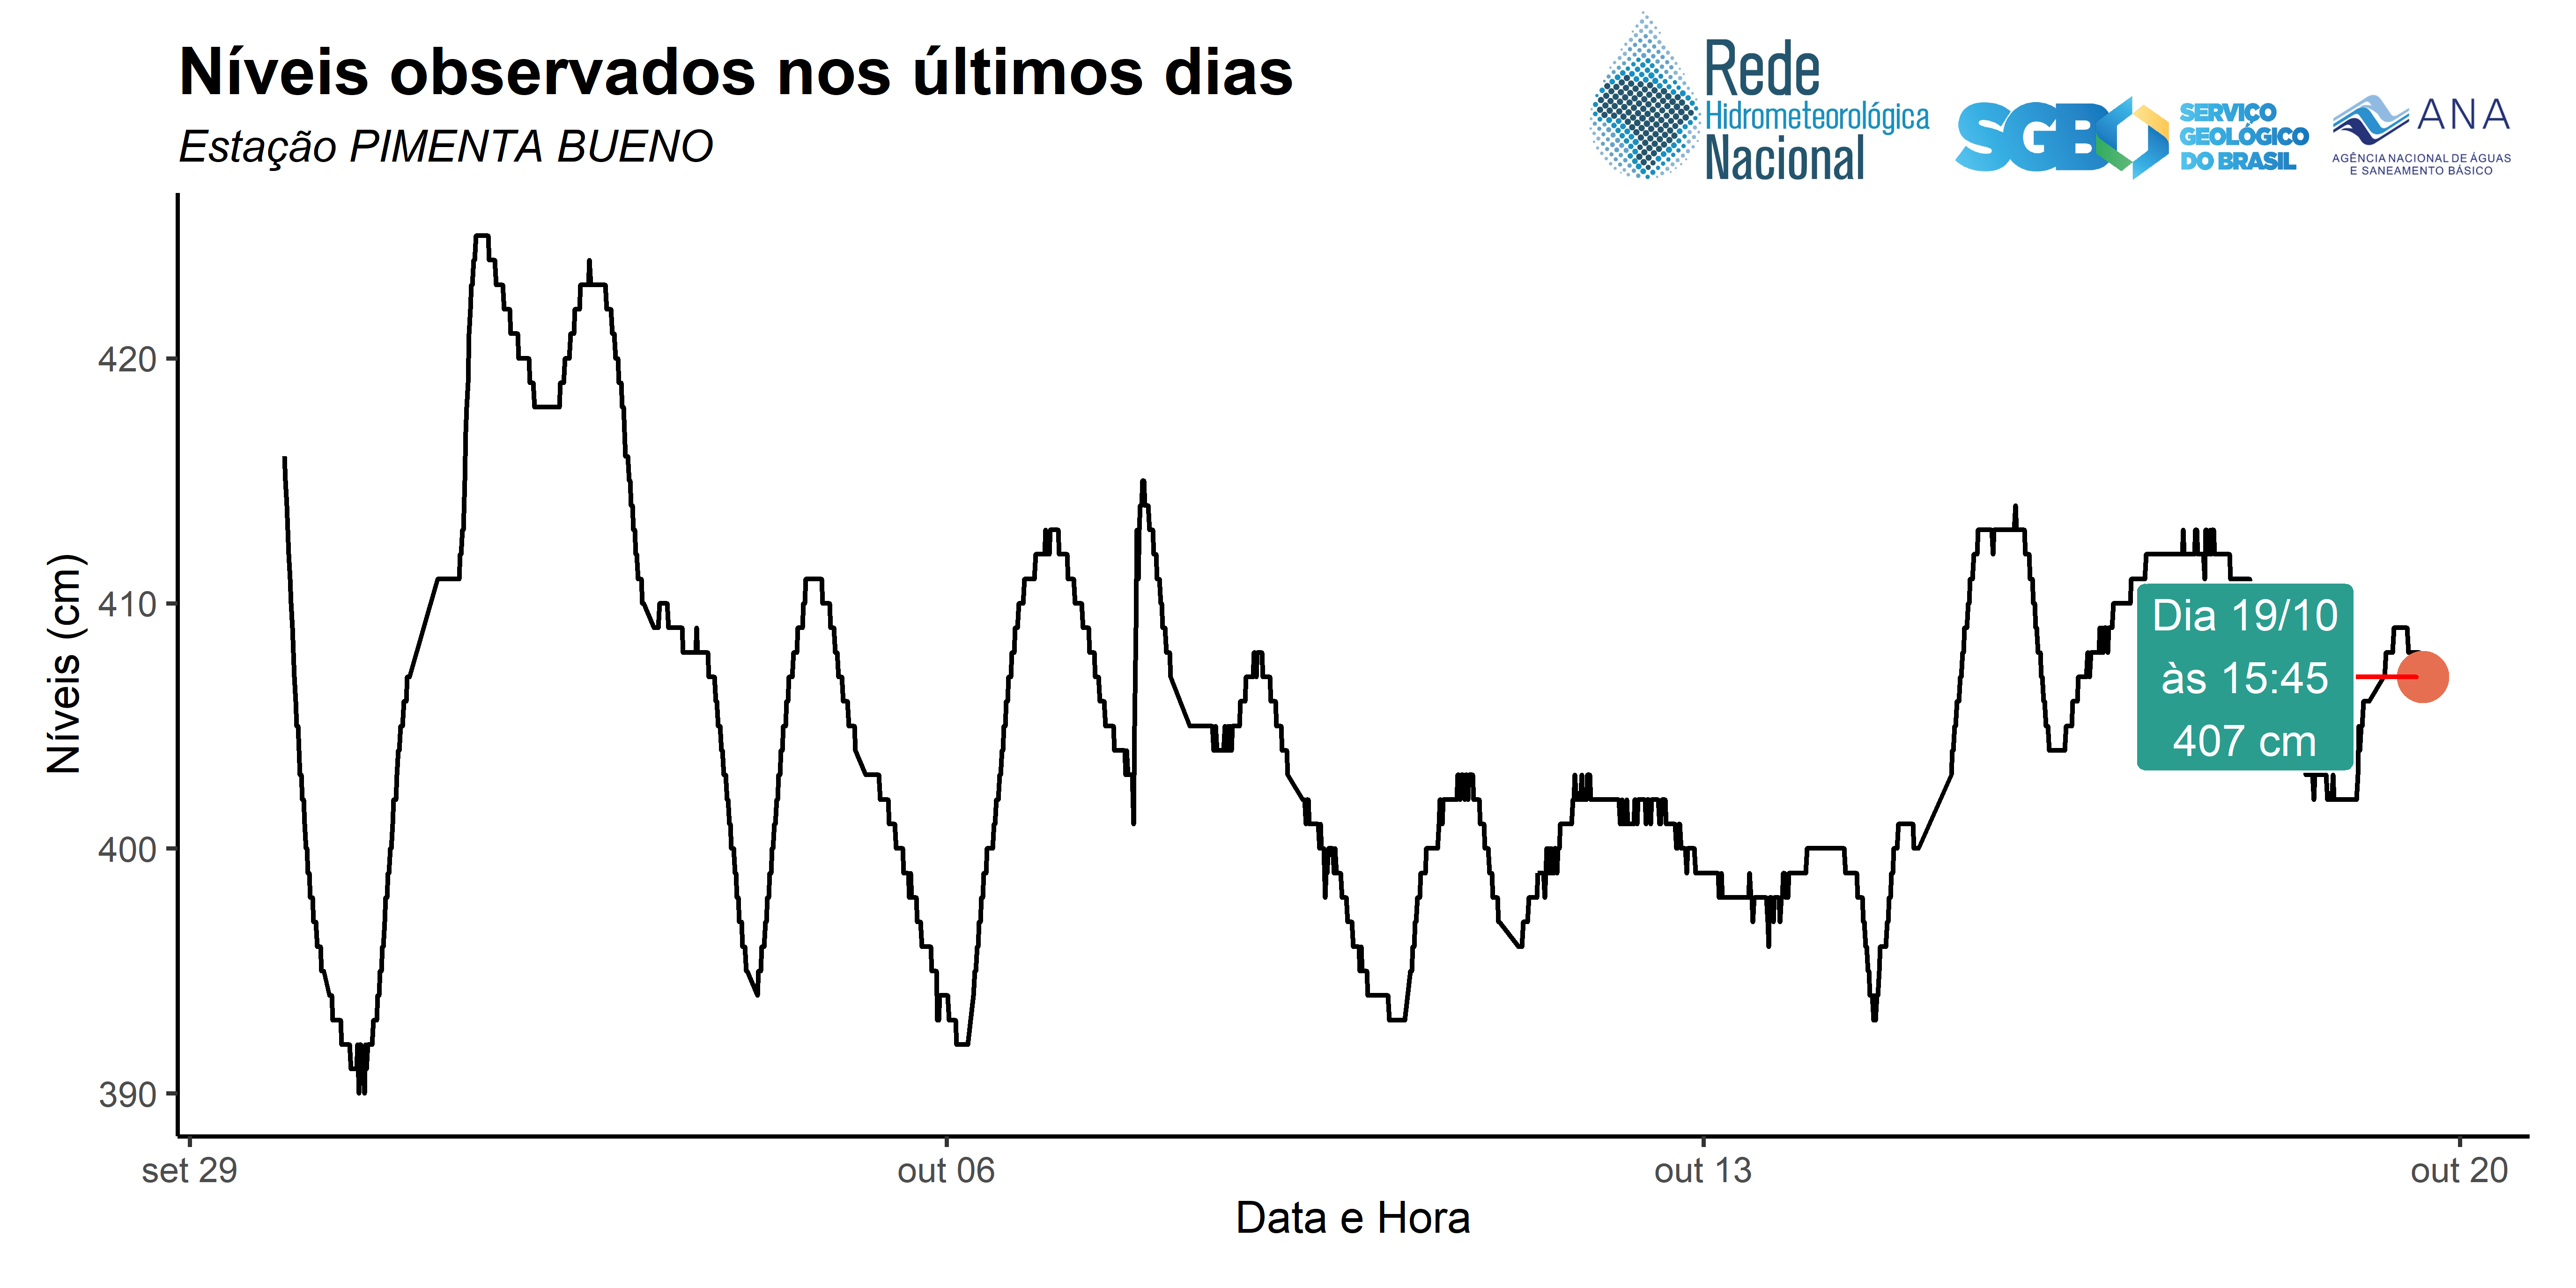 Níveis observados nos últimos dias
Estação PIMENTA BUENO
Rede
Hidrometeorológica
Nacional
SGB
SERVIÇO
GEOLÓGICO
DO BRASIL
ANA
AGÊNCIA NACIONAL DE ÁGUAS
E SANEAMENTO BÁSICO
Níveis (cm)
420
410
400
390
Dia 19/10
às 15:45
407 cm
set 29
out 06
out 13
out 20
Data e Hora